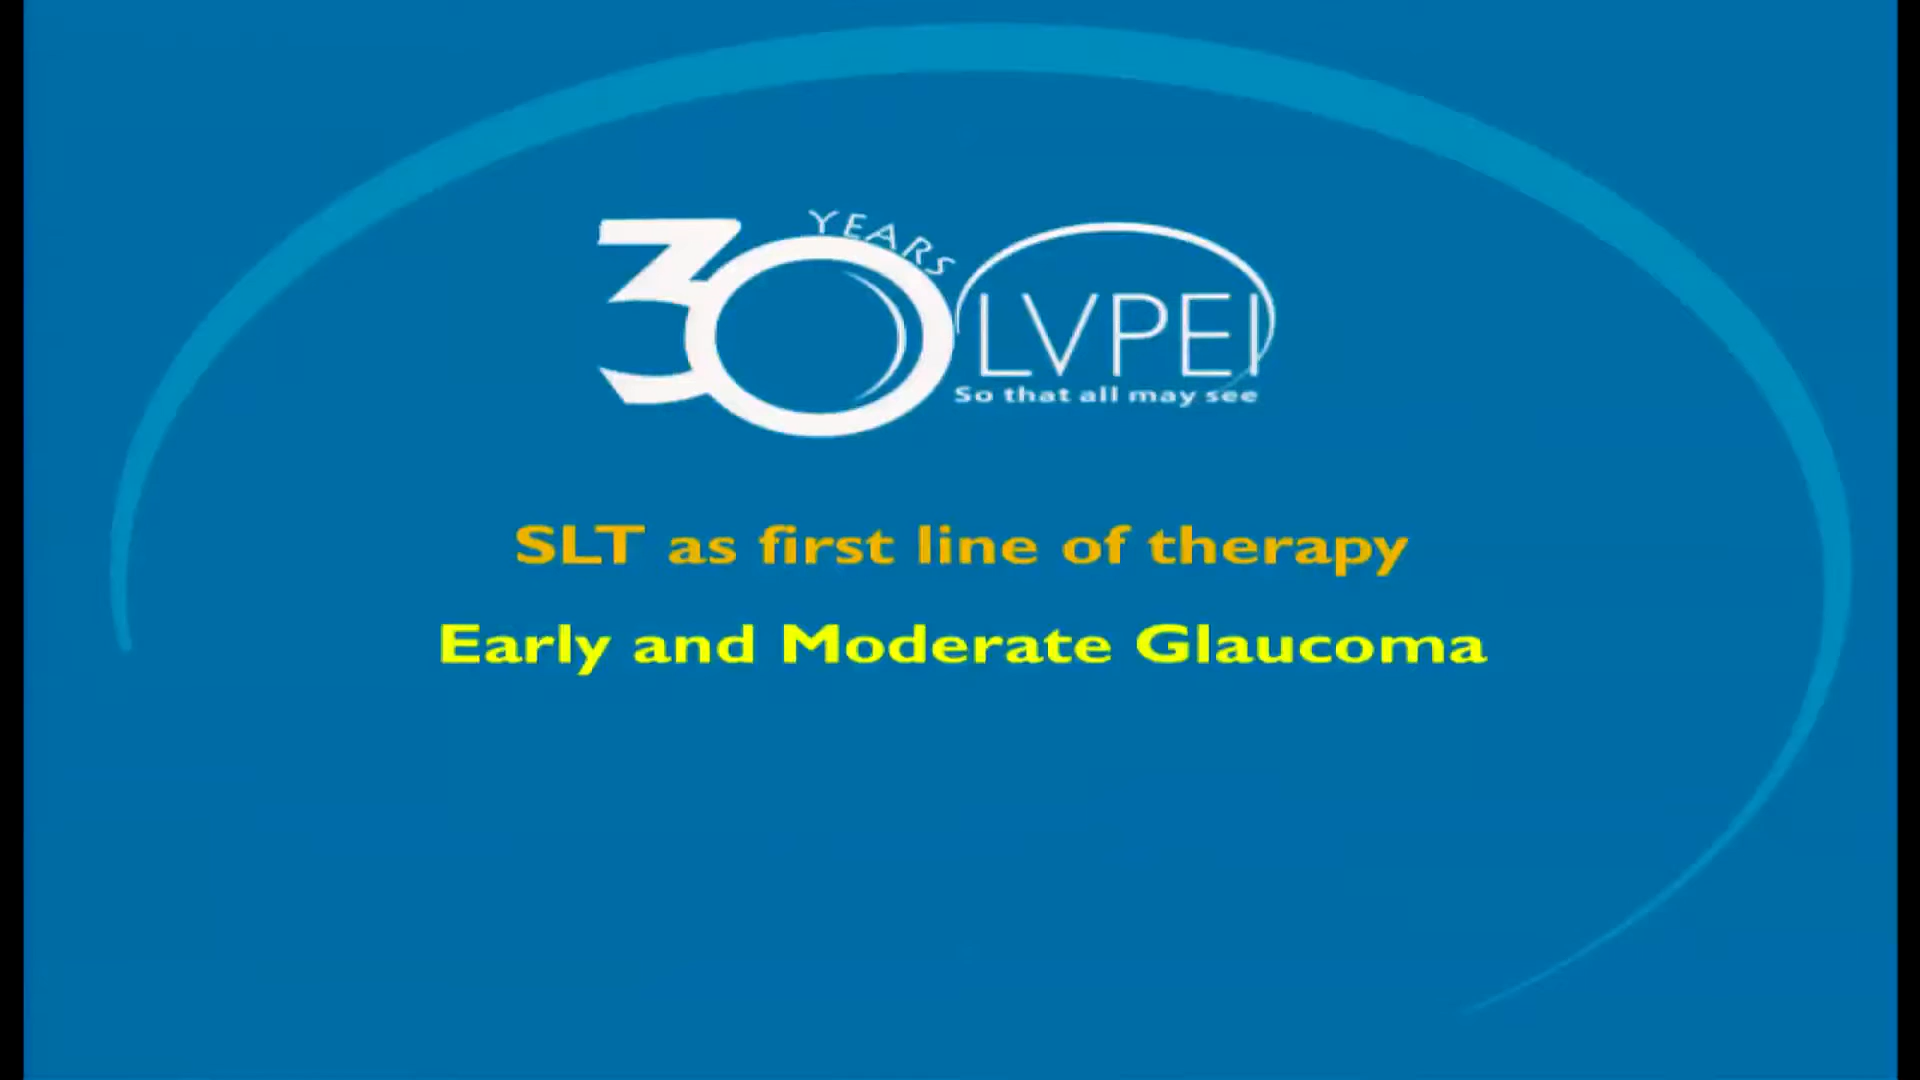 30 YEARS
LVPEI
So that all may see
SLT as first line of therapy
Early and Moderate Glaucoma